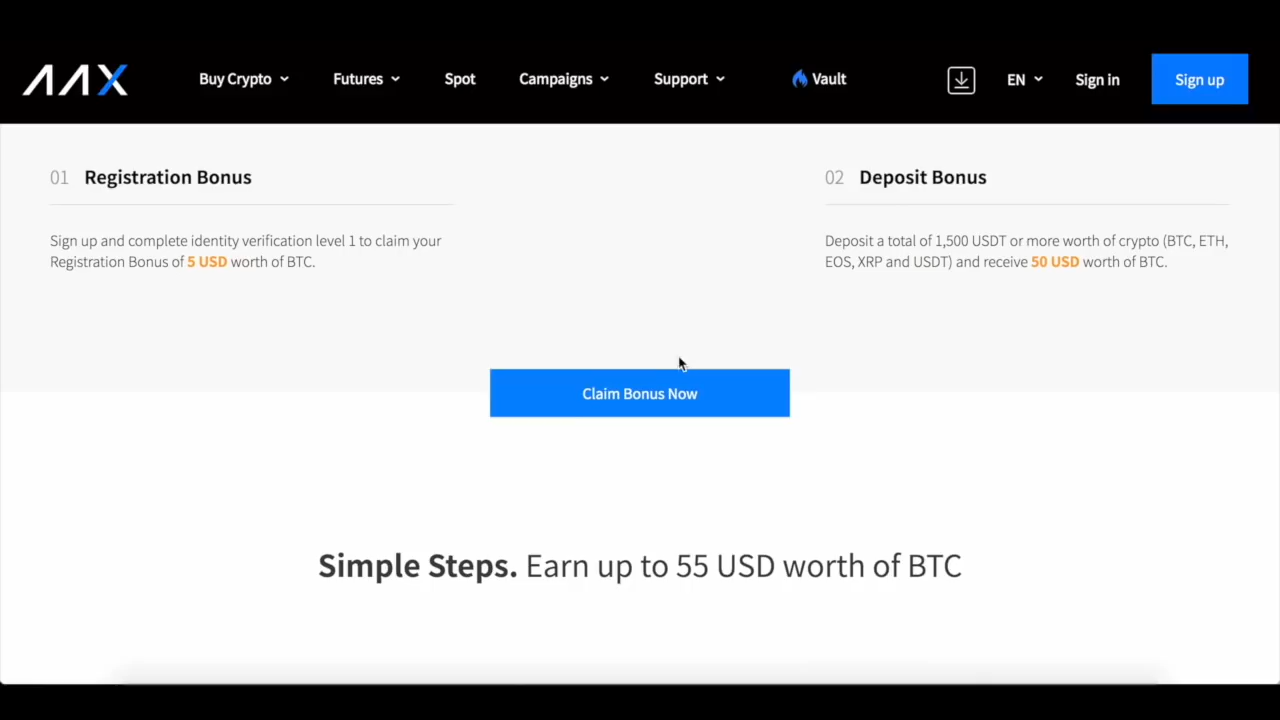 AAX
Buy Crypto
Futures
Spot
Campaigns
Support
Vault
EN
Sign in
Sign up
01 Registration Bonus
Sign up and complete identity verification level 1 to claim your
Registration Bonus of 5 USD worth of BTC.
02 Deposit Bonus
Deposit a total of 1,500 USDT or more worth of crypto (BTC, ETH,
EOS, XRP and USDT) and receive 50 USD worth of BTC.
Claim Bonus Now
Simple Steps. Earn up to 55 USD worth of BTC